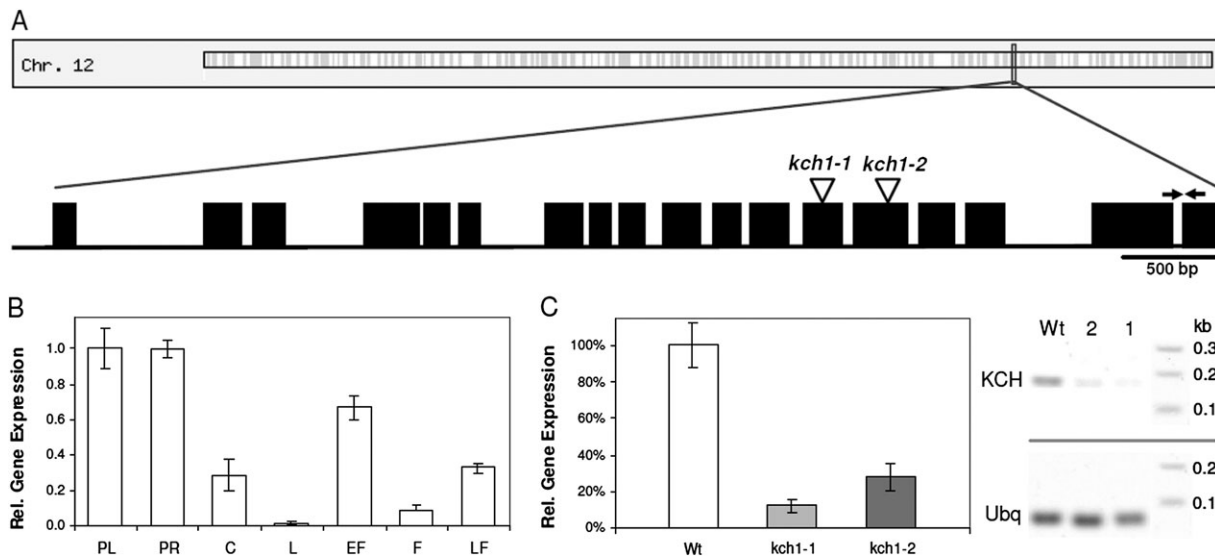 A
Chr. 12
kch1-1 kch1-2
500 bp
B
Rel. Gene Expression
1.0
0.8
0.6
0.4
0.2
0.0
PL PR C L EF F LF
C
Rel. Gene Expression
100%
80%
60%
40%
20%
0%
Wt kch1-1 kch1-2
Wt 2 1 kb
KCH
0.3
0.2
0.1
Ubq
0.2
0.1